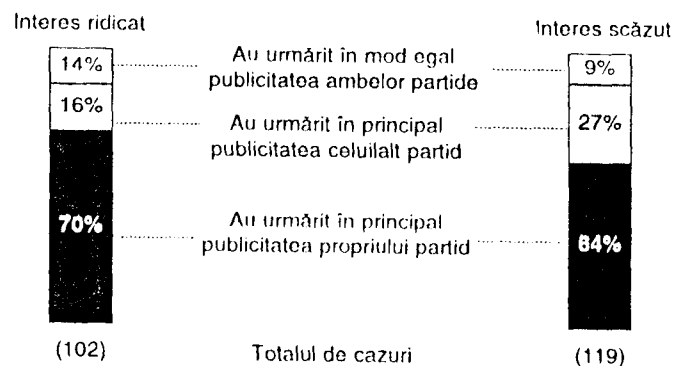 Interes ridicat
Interes scăzut
14%
Au urmărit în mod egal
publicitatea ambelor partide
9%
16%
Au urmărit în principal
publicitatea celuilalt partid
27%
70%
Au urmărit în principal
publicitatea propriului partid
64%
(102)
Totalul de cazuri
(119)